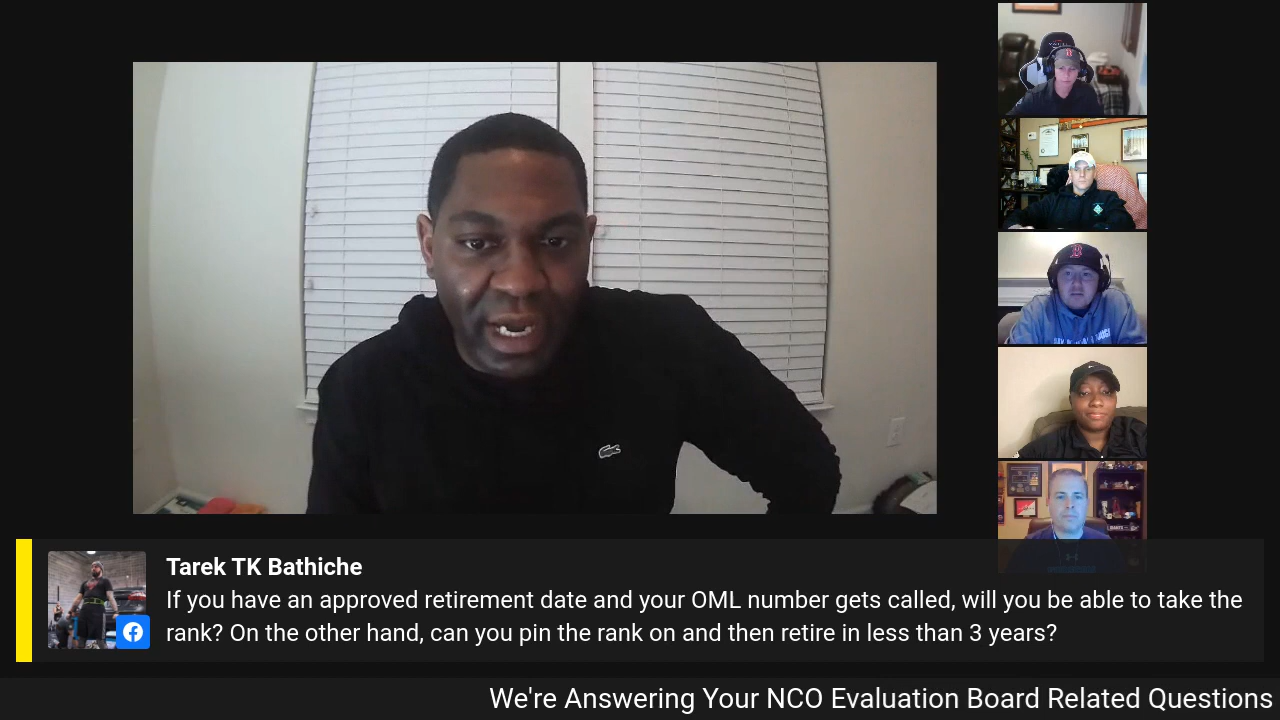 Tarek TK Bathiche
If you have an approved retirement date and your OML number gets called, will you be able to take the
rank? On the other hand, can you pin the rank on and then retire in less than 3 years?
We're Answering Your NCO Evaluation Board Related Questions